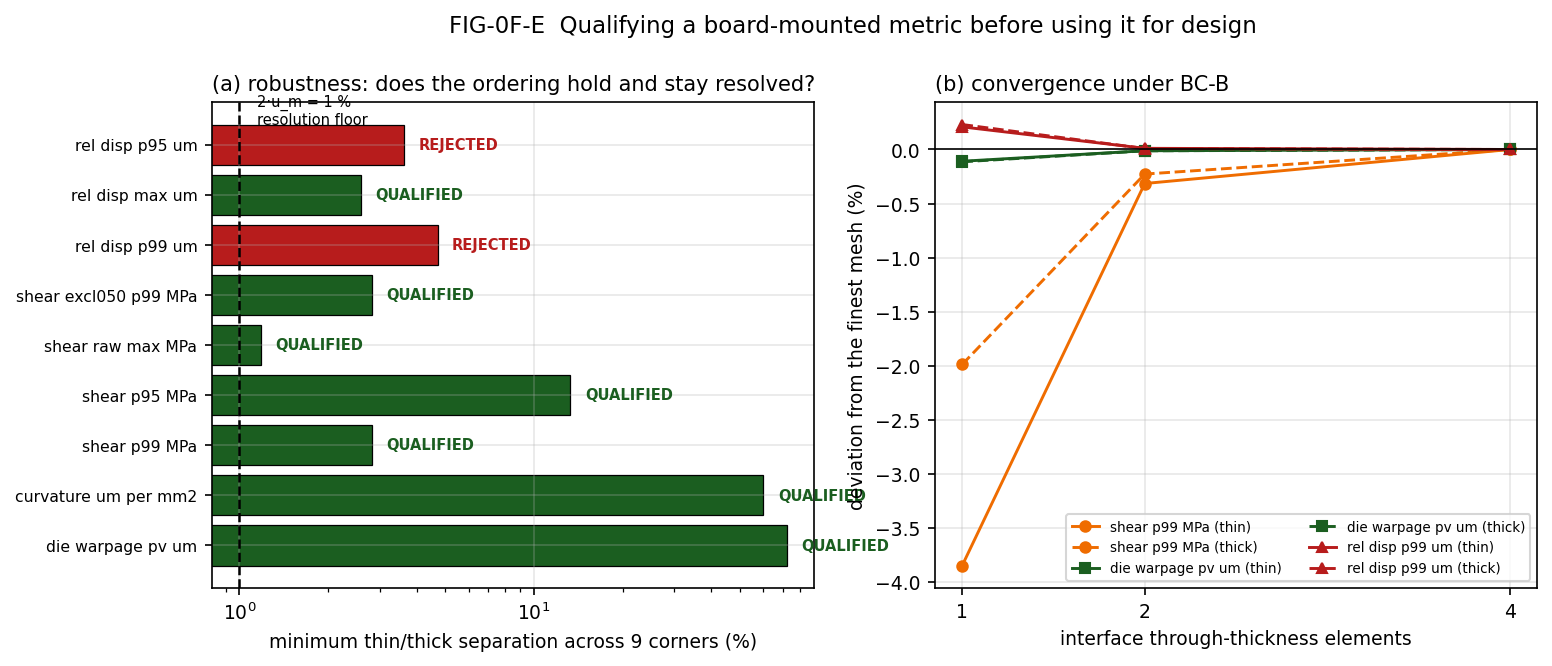 FIG-0F-E  Qualifying a board-mounted metric before using it for design
(a) robustness: does the ordering hold and stay resolved?
2·u_m = 1 %
resolution floor
rel disp p95 um
REJECTED
rel disp max um
QUALIFIED
rel disp p99 um
REJECTED
shear excl050 p99 MPa
QUALIFIED
shear raw max MPa
QUALIFIED
shear p95 MPa
QUALIFIED
shear p99 MPa
QUALIFIED
curvature um per mm2
QUALIFIED
die warpage pv um
QUALIFIED
10⁰
10¹
minimum thin/thick separation across 9 corners (%)
(b) convergence under BC-B
deviation from the finest mesh (%)
0.0
−0.5
−1.0
−1.5
−2.0
−2.5
−3.0
−3.5
−4.0
shear p99 MPa (thin)
shear p99 MPa (thick)
die warpage pv um (thin)
die warpage pv um (thick)
rel disp p99 um (thin)
rel disp p99 um (thick)
1
2
4
interface through-thickness elements